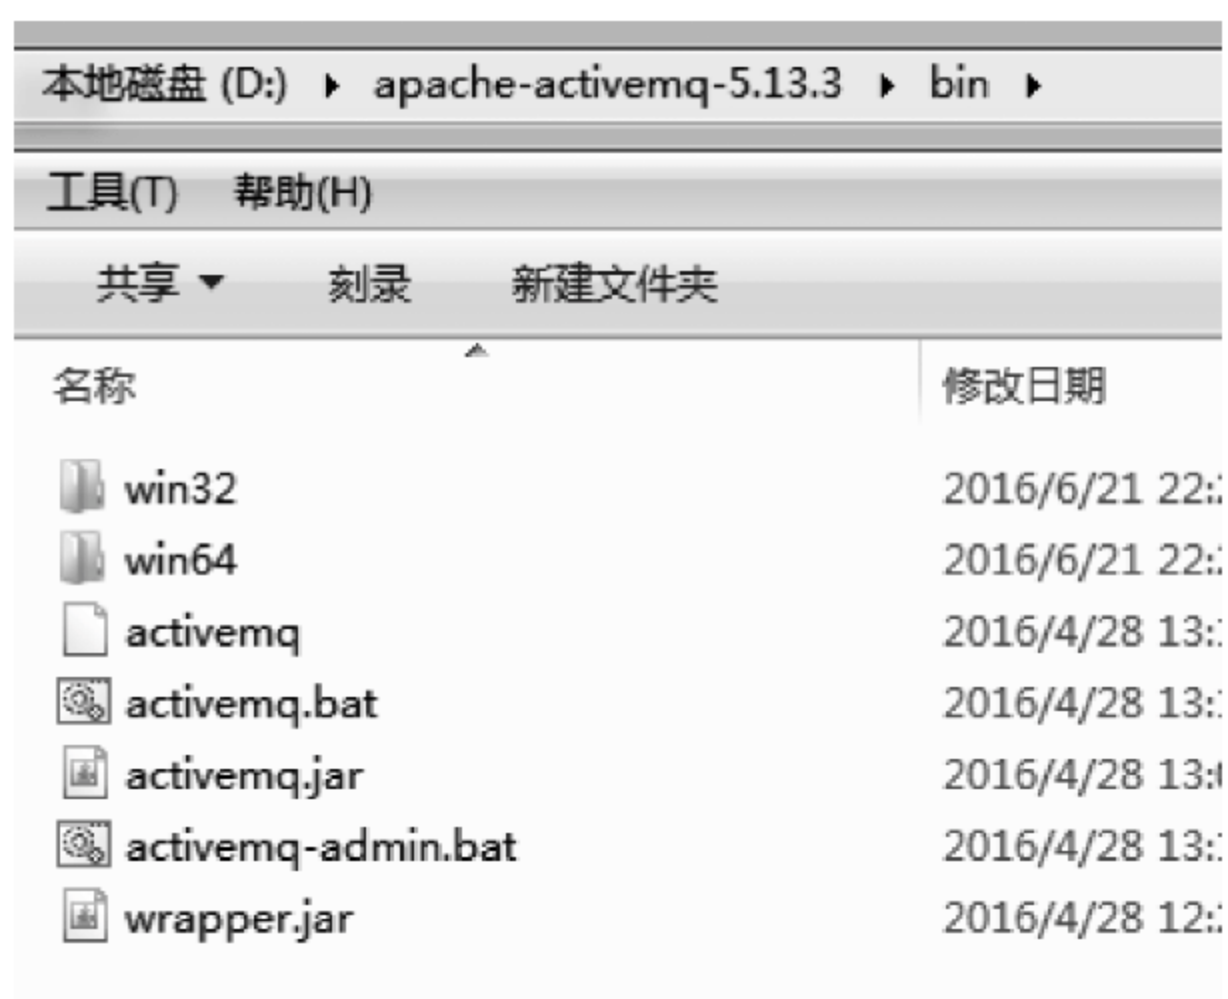 本地磁盘 (D:) ▸ apache-activemq-5.13.3 ▸ bin ▸
工具(T) 帮助(H)
共享 ▾ 刻录 新建文件夹
名称 修改日期
win32 2016/6/21 22:
win64 2016/6/21 22:
activemq 2016/4/28 13:
activemq.bat 2016/4/28 13:
activemq.jar 2016/4/28 13:
activemq-admin.bat 2016/4/28 13:
wrapper.jar 2016/4/28 12: